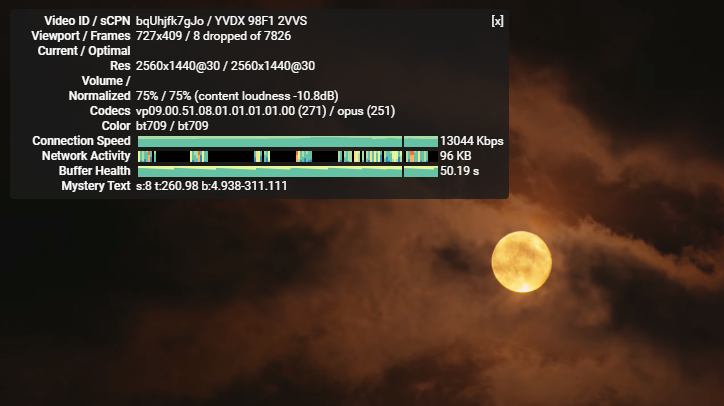 Video ID / sCPN bqUhjfk7gJo / YVDX 98F1 2VVS [x]
Viewport / Frames 727x409 / 8 dropped of 7826
Current / Optimal
Res 2560x1440@30 / 2560x1440@30
Volume /
Normalized 75% / 75% (content loudness -10.8dB)
Codecs vp09.00.51.08.01.01.01.01.00 (271) / opus (251)
Color bt709 / bt709
Connection Speed 13044 Kbps
Network Activity 96 KB
Buffer Health 50.19 s
Mystery Text s:8 t:260.98 b:4.938-311.111